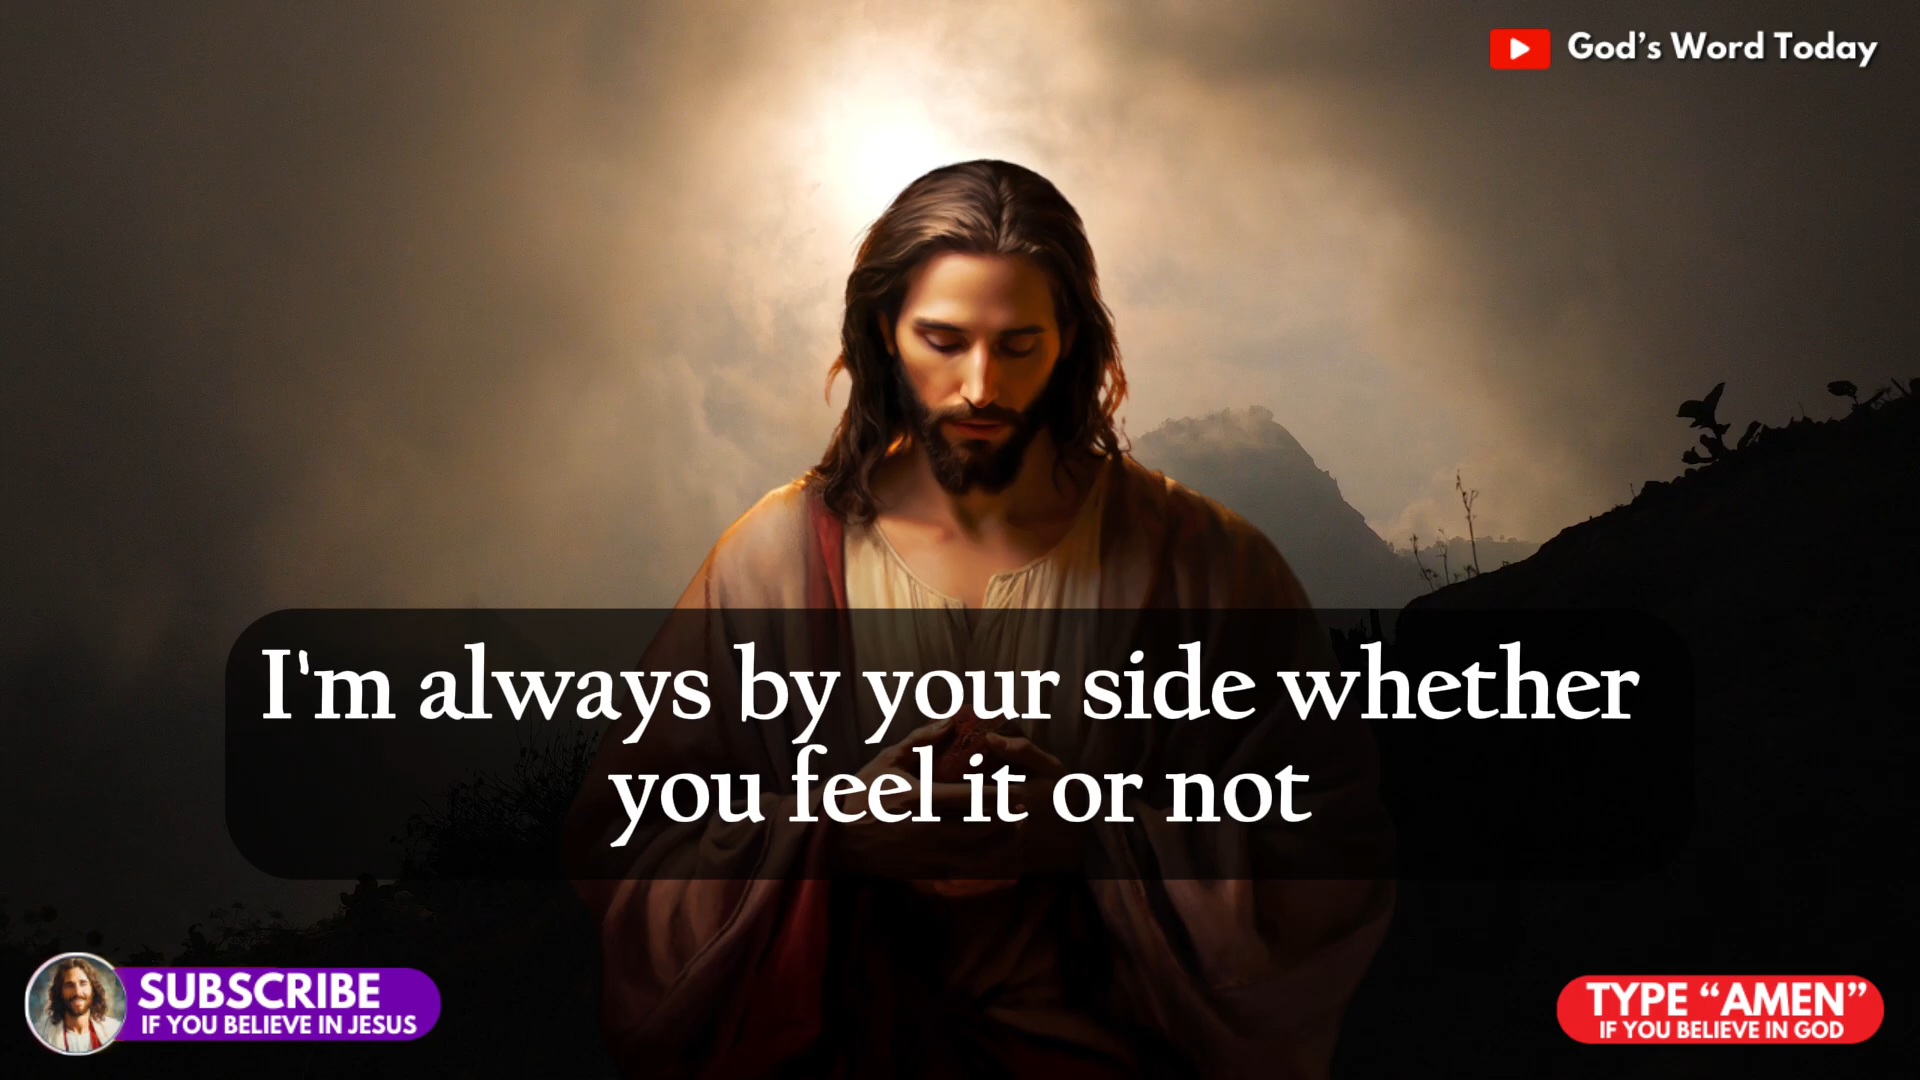 God’s Word Today
I'm always by your side whether
you feel it or not
SUBSCRIBE
IF YOU BELIEVE IN JESUS
TYPE “AMEN”
IF YOU BELIEVE IN GOD